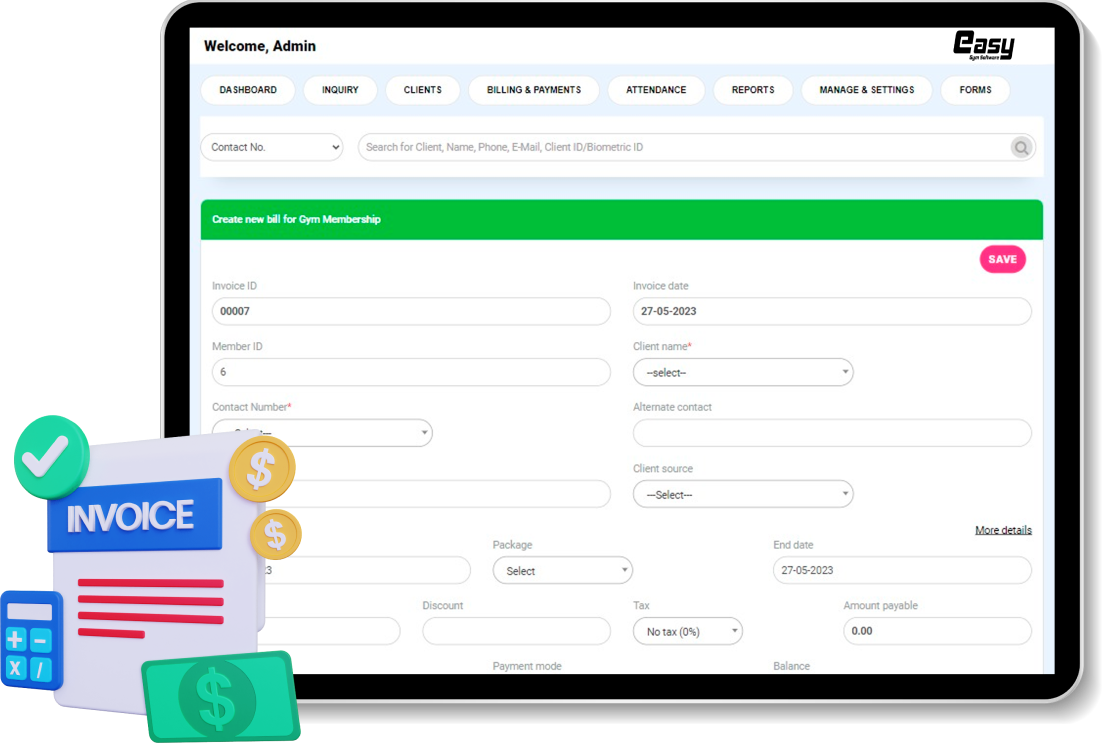 Welcome, Admin
easy
Gym Software
DASHBOARD INQUIRY CLIENTS BILLING & PAYMENTS ATTENDANCE REPORTS MANAGE & SETTINGS FORMS
Contact No. Search for Client, Name, Phone, E-Mail, Client ID/Biometric ID
Create new bill for Gym Membership
SAVE
Invoice ID Invoice date
00007 27-05-2023
Member ID Client name*
6 --select--
Contact Number* Alternate contact
Client source
---Select---
More details
Package End date
3 Select 27-05-2023
Discount Tax Amount payable
No tax (0%) 0.00
Payment mode Balance
INVOICE
$
$
+ −
X /
$